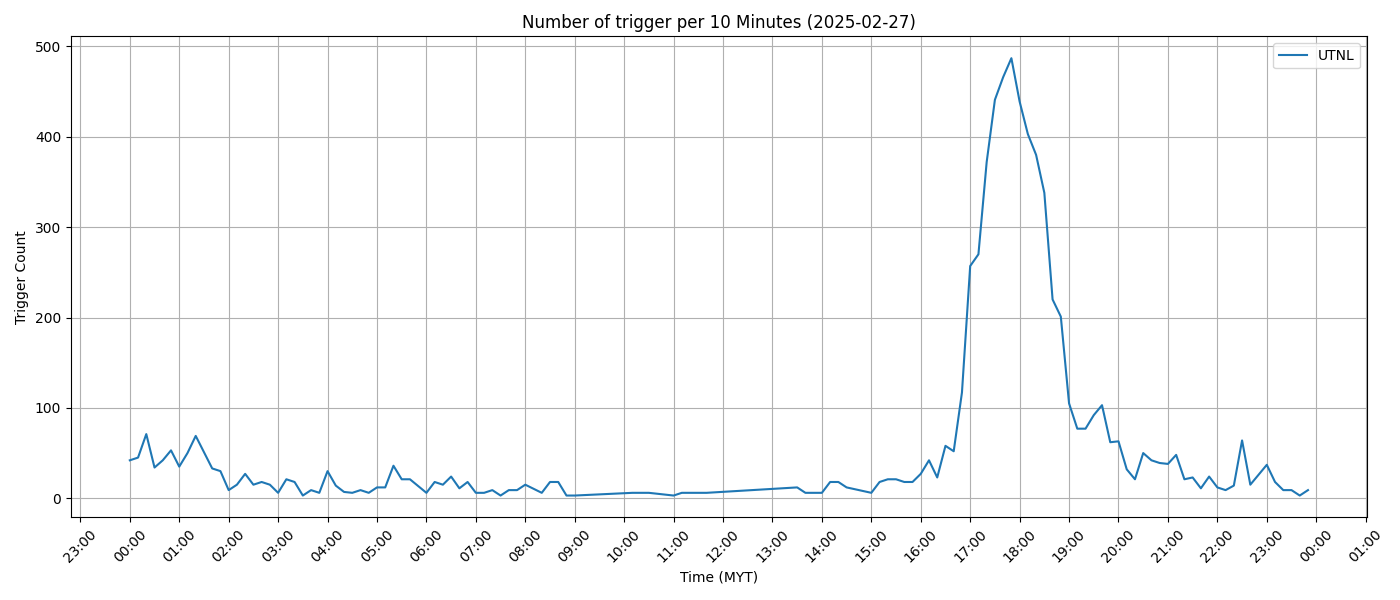 Number of trigger per 10 Minutes (2025-02-27)
UTNL
Trigger Count
500
400
300
200
100
0
23:00 00:00 01:00 02:00 03:00 04:00 05:00 06:00 07:00 08:00 09:00 10:00 11:00 12:00 13:00 14:00 15:00 16:00 17:00 18:00 19:00 20:00 21:00 22:00 23:00 00:00 01:00
Time (MYT)